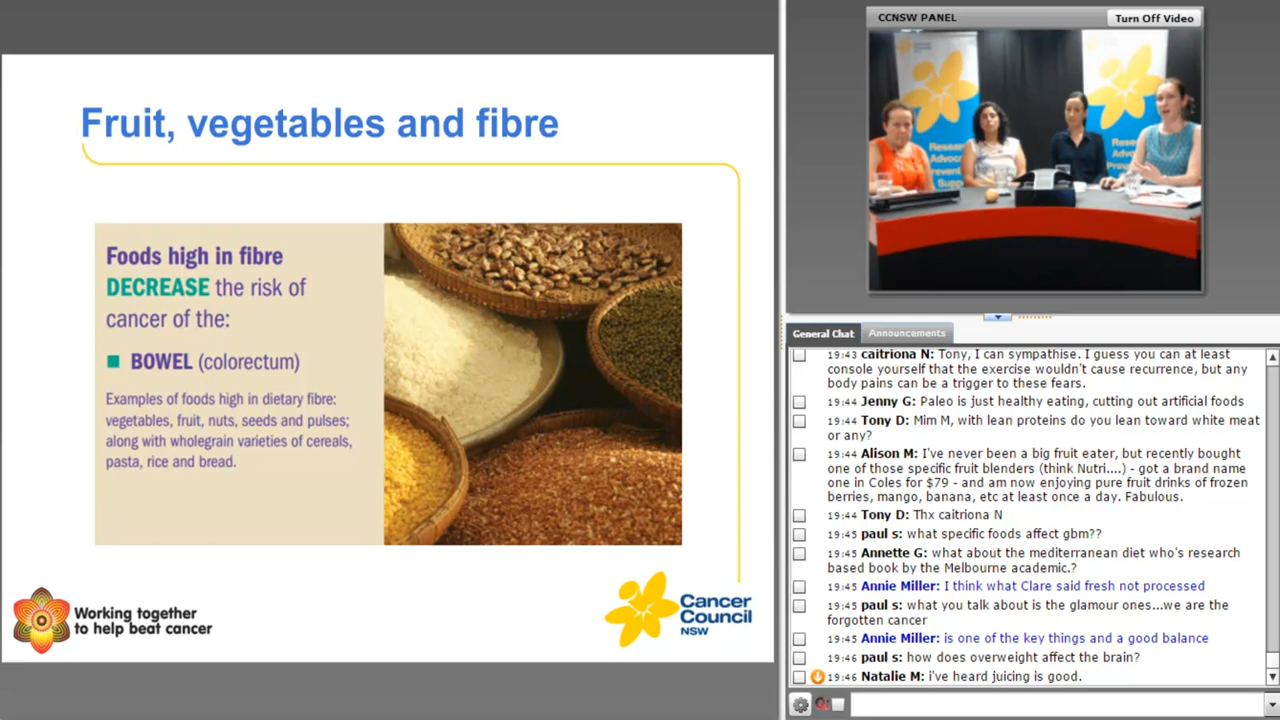 Fruit, vegetables and fibre
Foods high in fibre
DECREASE the risk of
cancer of the:
BOWEL (colorectum)
Examples of foods high in dietary fibre:
vegetables, fruit, nuts, seeds and pulses;
along with wholegrain varieties of cereals,
pasta, rice and bread.
Working together
to help beat cancer
Cancer
Council
NSW
CCNSW PANEL
Turn Off Video
General Chat
Announcements
19:43 caitriona N: Tony, I can sympathise. I guess you can at least
console yourself that the exercise wouldn't cause recurrence, but any
body pains can be a trigger to these fears.
19:44 Jenny G: Paleo is just healthy eating, cutting out artificial foods
19:44 Tony D: Mim M, with lean proteins do you lean toward white meat
or any?
19:44 Alison M: I've never been a big fruit eater, but recently bought
one of those specific fruit blenders (think Nutri....) - got a brand name
one in Coles for $79 - and am now enjoying pure fruit drinks of frozen
berries, mango, banana, etc at least once a day. Fabulous.
19:44 Tony D: Thx caitriona N
19:45 paul s: what specific foods affect gbm??
19:45 Annette G: what about the mediterranean diet who's research
based book by the Melbourne academic.?
19:45 Annie Miller: I think what Clare said fresh not processed
19:45 paul s: what you talk about is the glamour ones...we are the
forgotten cancer
19:45 Annie Miller: is one of the key things and a good balance
19:46 paul s: how does overweight affect the brain?
19:46 Natalie M: i've heard juicing is good.